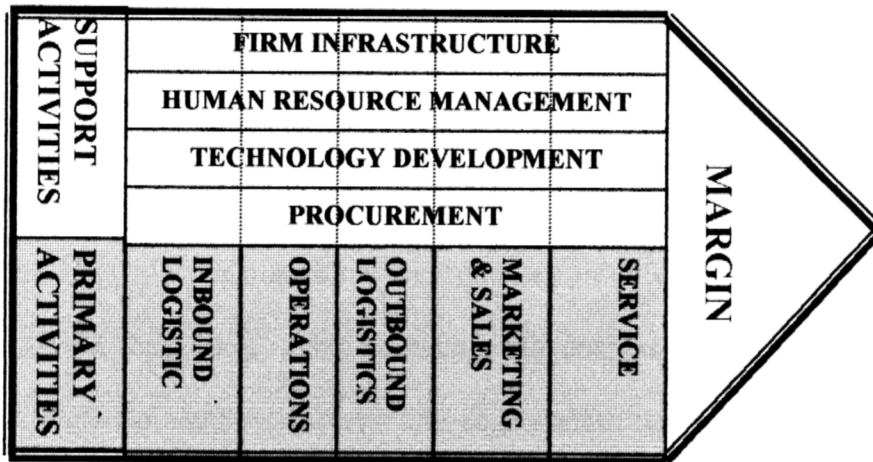 SUPPORT
ACTIVITIES
FIRM INFRASTRUCTURE
HUMAN RESOURCE MANAGEMENT
TECHNOLOGY DEVELOPMENT
PROCUREMENT
PRIMARY
ACTIVITIES
INBOUND
LOGISTIC
OPERATIONS
OUTBOUND
LOGISTICS
MARKETING
& SALES
SERVICE
MARGIN